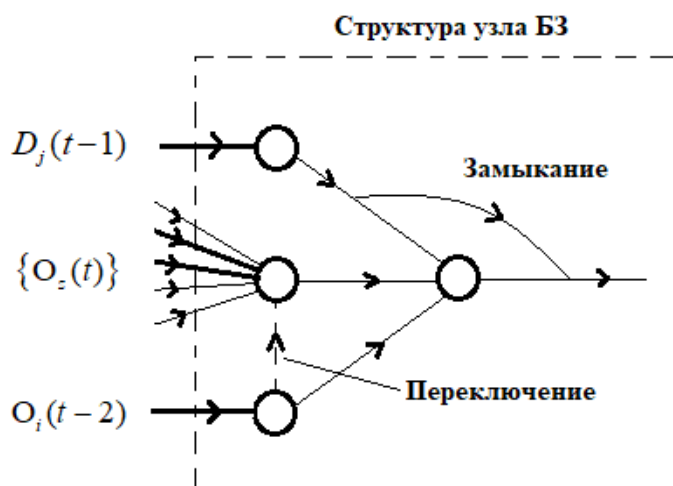 Структура узла БЗ
D_j(t−1)
Замыкание
{O_z(t)}
Переключение
O_i(t−2)